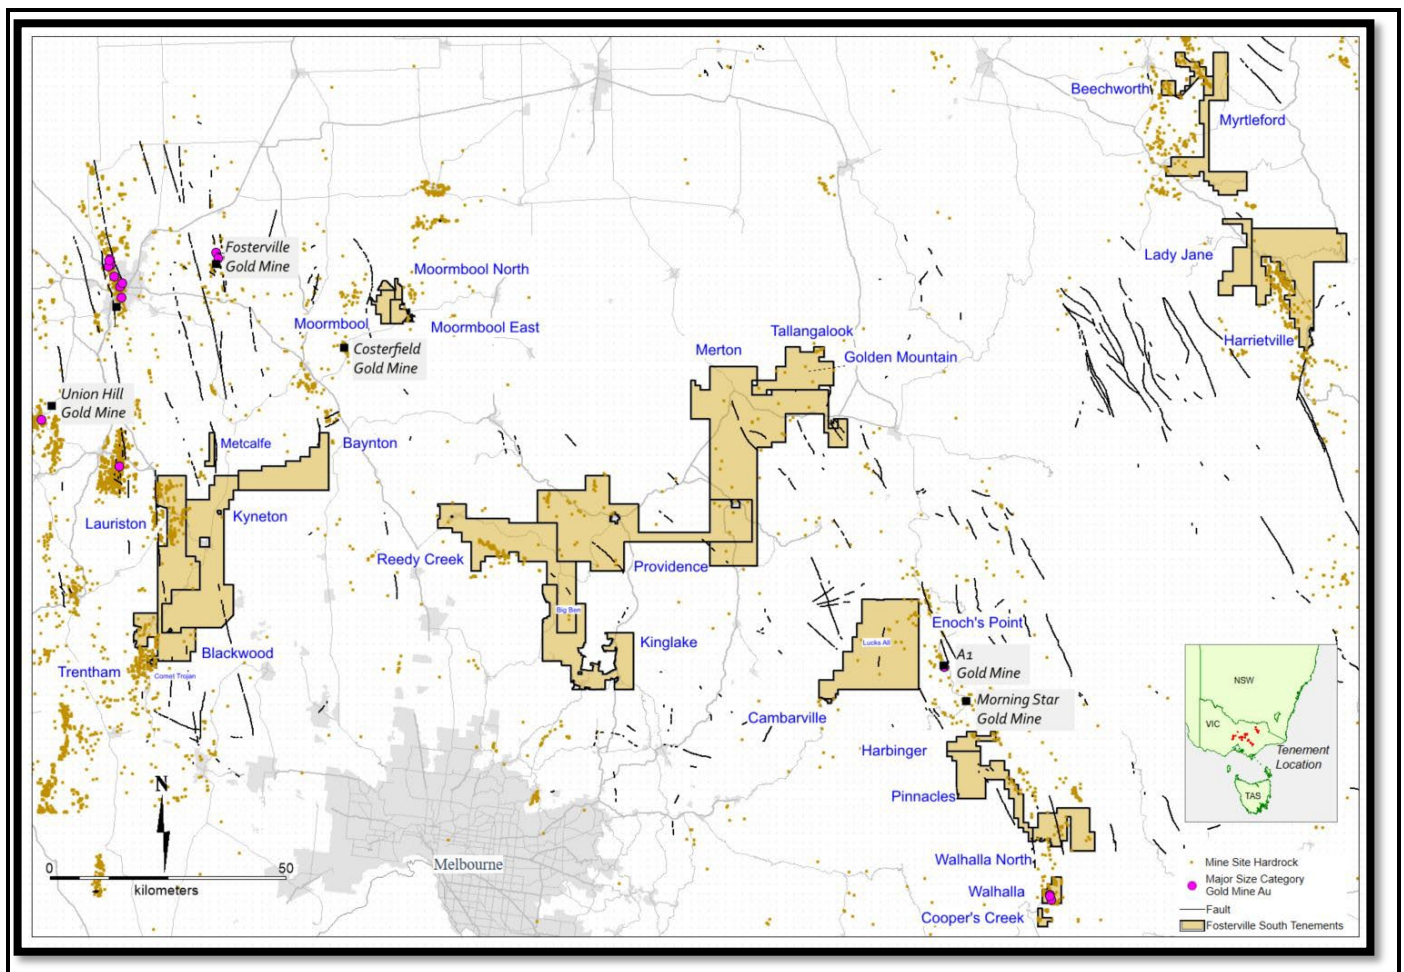 Beechworth
Myrtleford
Fosterville
Gold Mine
Lady Jane
Moormbool North
Moormbool
Moormbool East
Harrietville
Tallangalook
Merton
Golden Mountain
Costerfield
Gold Mine
Union Hill
Gold Mine
Metcalfe
Baynton
Lauriston
Kyneton
Reedy Creek
Providence
Big Ben
Enoch's Point
Kinglake
Lucks All
Blackwood
A1
Gold Mine
Trentham
Comet Trojan
Morning Star
Gold Mine
Cambarville
Harbinger
Pinnacles
NSW
VIC
Tenement
Location
TAS
N
0
50
kilometers
Melbourne
Walhalla North
Walhalla
Cooper's Creek
Mine Site Hardrock
Major Size Category
Gold Mine Au
Fault
Fosterville South Tenements